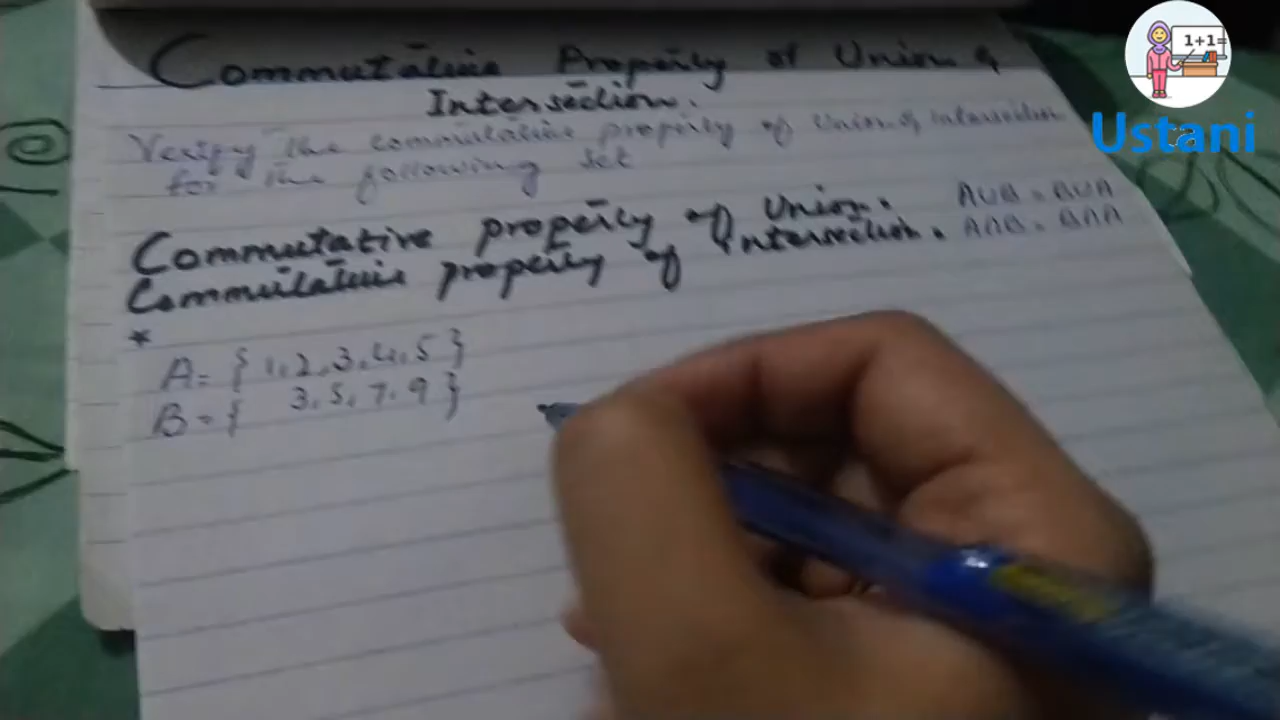 Commutative Property of Union &
Intersection.
Verify the commutative property of Union & Intersection
for the following set
Commutative property of Union. A∪B = B∪A
Commutative property of Intersection. A∩B = B∩A
*
A = { 1, 2, 3, 4, 5 }
B = { 3, 5, 7, 9 }
1+1=
Ustani